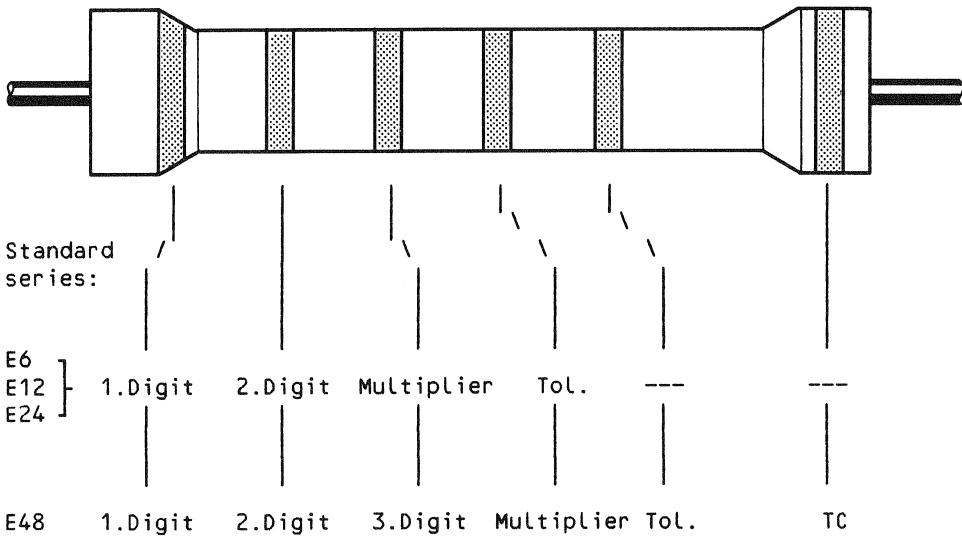 Standard
series:
E6
E12 1.Digit 2.Digit Multiplier Tol. --- ---
E24
E48 1.Digit 2.Digit 3.Digit Multiplier Tol. TC